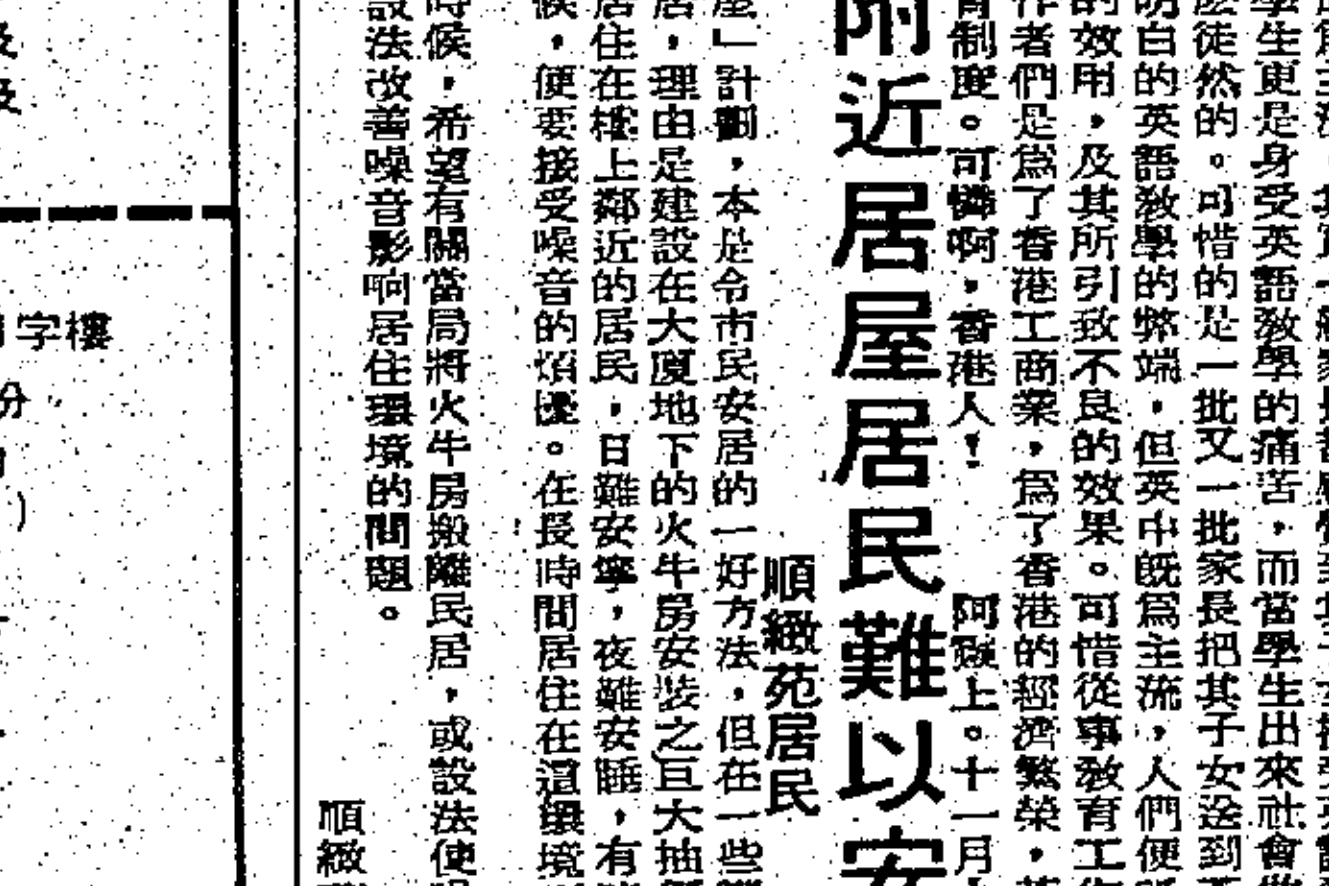 學生更是身受英語教學的痛苦，而當學生出來社會
徒然的。可惜的是一批又一批家長把其子女送到
明白的英語教學的弊端，但英中既爲主流，人們便
的效用，及其所引致不良的效果。可惜從事教育工
作者們是爲了香港工商業，爲了香港的經濟繁榮，
育制度。可憐啊，香港人！ 阿 上。十一月
附近居屋居民難以安
順緻苑居民
屋」計劃，本是令市民安居的一好方法，但在一些
居，理由是建設在大廈地下的火牛房安裝之巨大抽
居住在樓上鄰近的居民，日難安寧，夜難安睡，有
候，便要接受噪音的煩擾。在長時間居住在這環境
時候，希望有關當局將火牛房搬離民居，或設法使
設法改善噪音影响居住環境的問題。
順緻
字樓
分
)